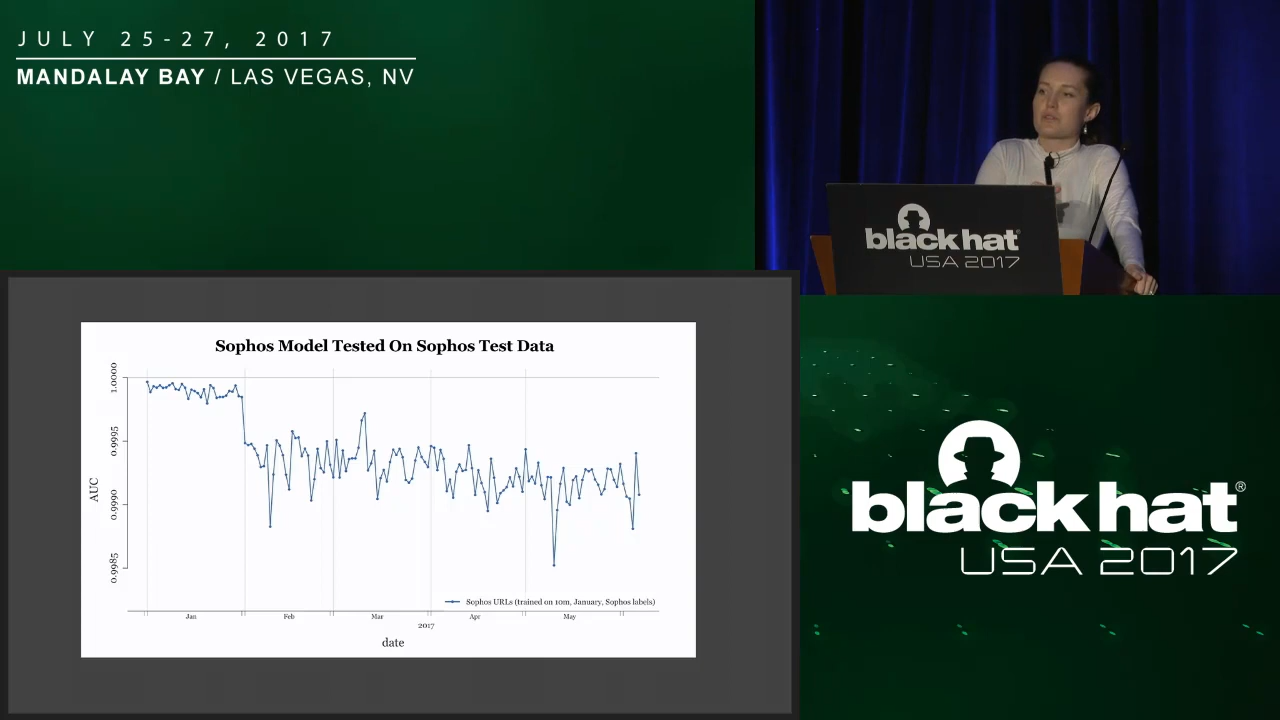 JULY 25-27, 2017
MANDALAY BAY / LAS VEGAS, NV
black hat®
USA 2017
Sophos Model Tested On Sophos Test Data
1.0000
0.9995
0.9990
0.9985
AUC
Sophos URLs (trained on 10m, January, Sophos labels)
Jan
Feb
Mar
Apr
May
2017
date
black hat®
USA 2017